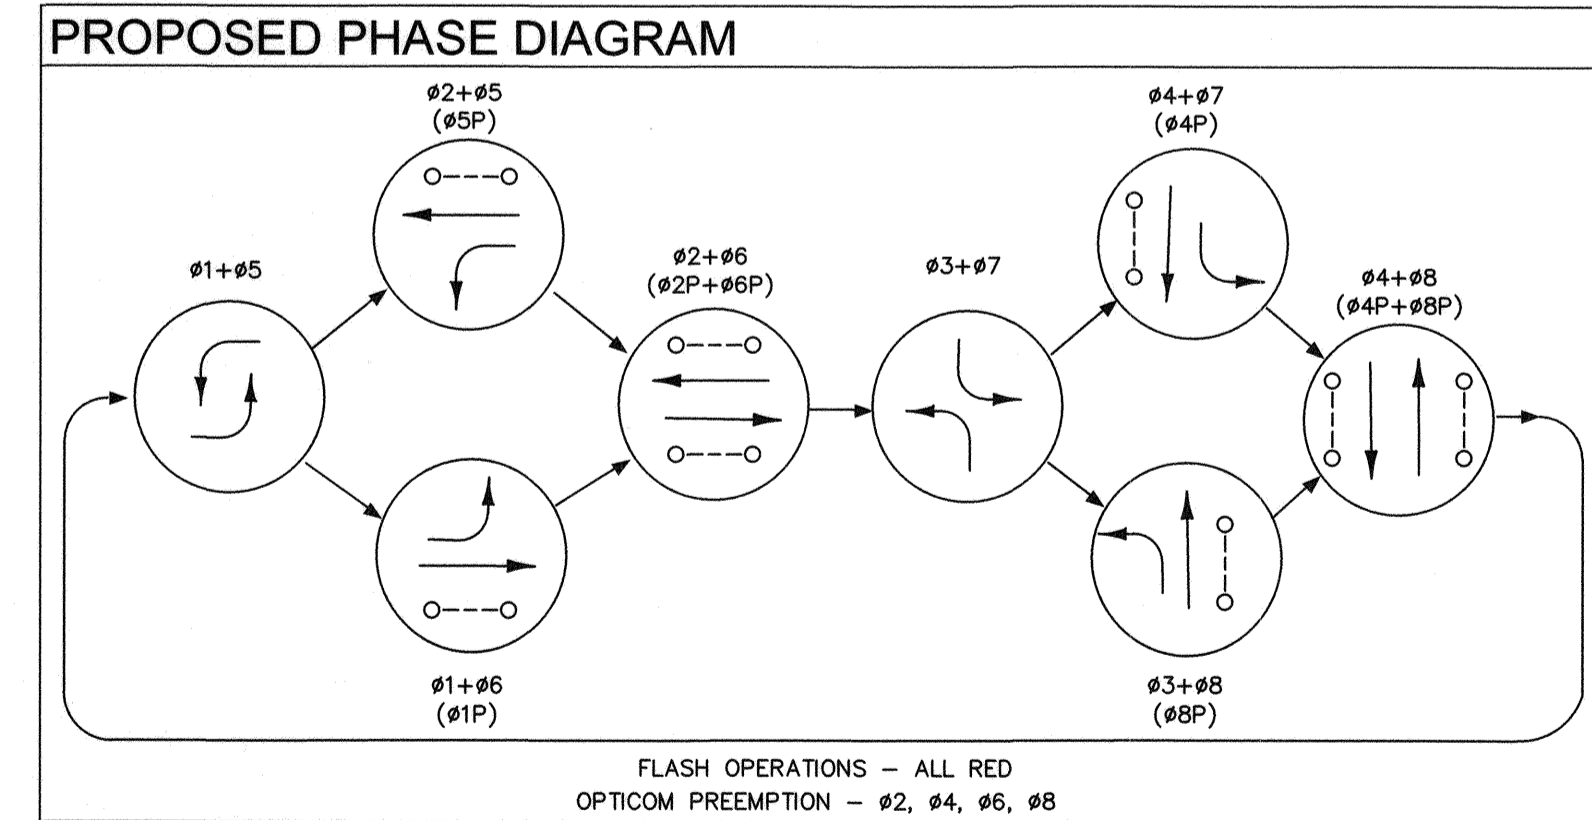 PROPOSED PHASE DIAGRAM
ø2+ø5
(ø5P)
ø4+ø7
(ø4P)
ø1+ø5
ø2+ø6
(ø2P+ø6P)
ø3+ø7
ø4+ø8
(ø4P+ø8P)
ø1+ø6
(ø1P)
ø3+ø8
(ø8P)
FLASH OPERATIONS – ALL RED
OPTICOM PREEMPTION – ø2, ø4, ø6, ø8